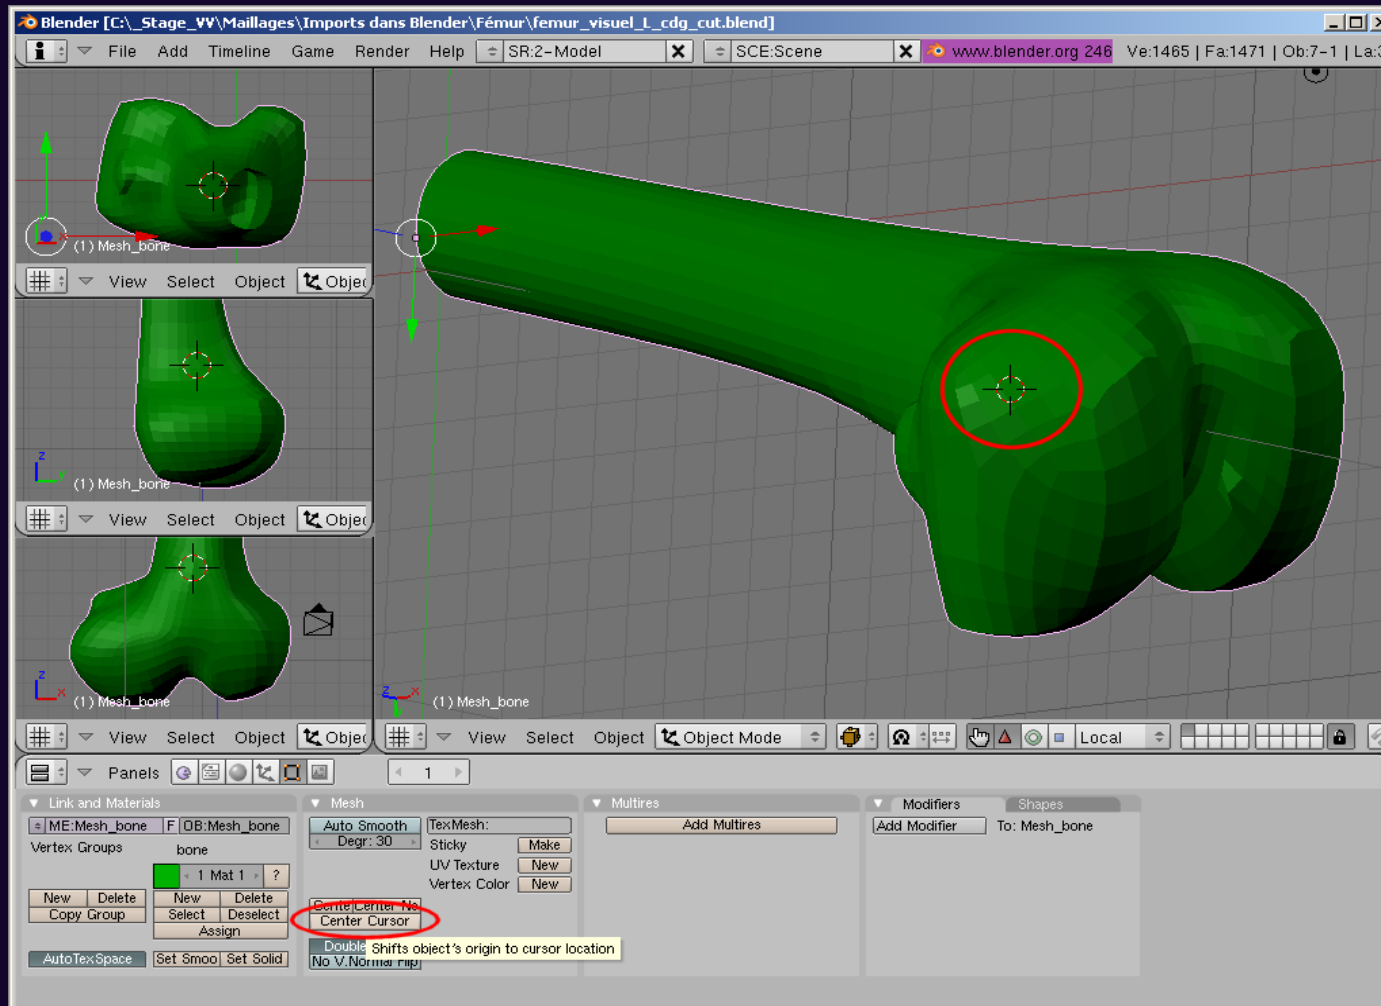 Blender [C:\_Stage_VV\Maillages\Imports dans Blender\Fémur\femur_visuel_L_cdg_cut.blend]
File Add Timeline Game Render Help SR:2-Model SCE:Scene www.blender.org 246 Ve:1465 | Fa:1471 | Ob:7-1 | La:
(1) Mesh_bone
View Select Object Objec
z
(1) Mesh_bone
View Select Object Objec
z
x
(1) Mesh_bone
z x
(1) Mesh_bone
View Select Object Objec
View Select Object Object Mode Local
Panels 1
Link and Materials Mesh Multires Modifiers Shapes
ME:Mesh_bone F OB:Mesh_bone Auto Smooth TexMesh: Add Multires Add Modifier To: Mesh_bone
Vertex Groups bone Degr: 30 Sticky Make
1 Mat 1 ? UV Texture New
Vertex Color New
New Delete New Delete Center Ne
Copy Group Select Deselect Center Cursor
Assign
Double Shifts object's origin to cursor location
AutoTexSpace Set Smoo Set Solid No V.Normal Flip